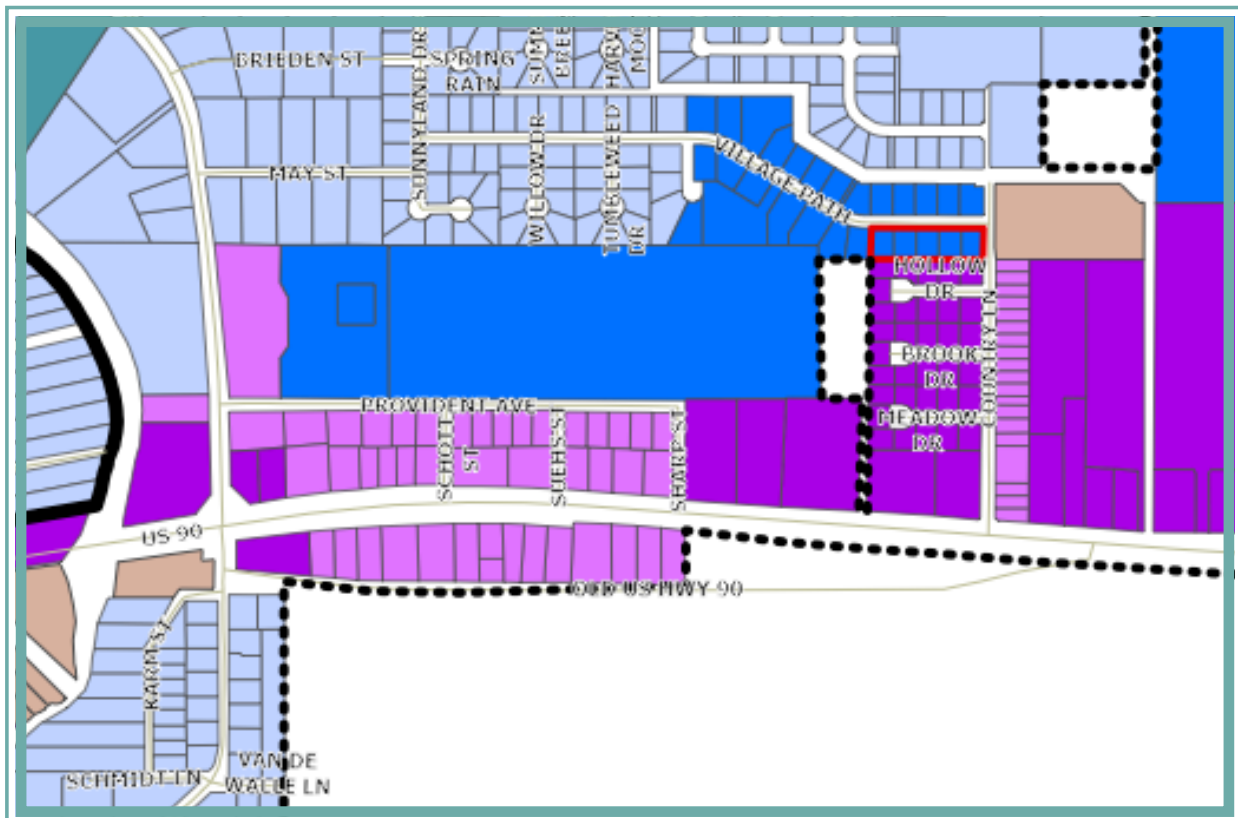 BRIEDEN ST
SUNNYLAND DR
SPRING
RAIN
MAY ST
WILLOW DR
TUMBLEWEED
DR
VILLAGE PATH
HOLLOW
DR
BROOK
DR
MEADOW
DR
COUNTRY LN
PROVIDENT AVE
SCHOTT
ST
SUEHS ST
SHARP ST
US 90
OLD US HWY 90
KARM ST
VAN DE
WALLE LN
SCHMIDT LN